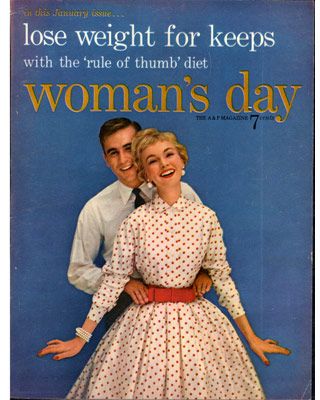 in this January issue...
lose weight for keeps
with the 'rule of thumb' diet
woman's day
THE A&P MAGAZINE 7 cents